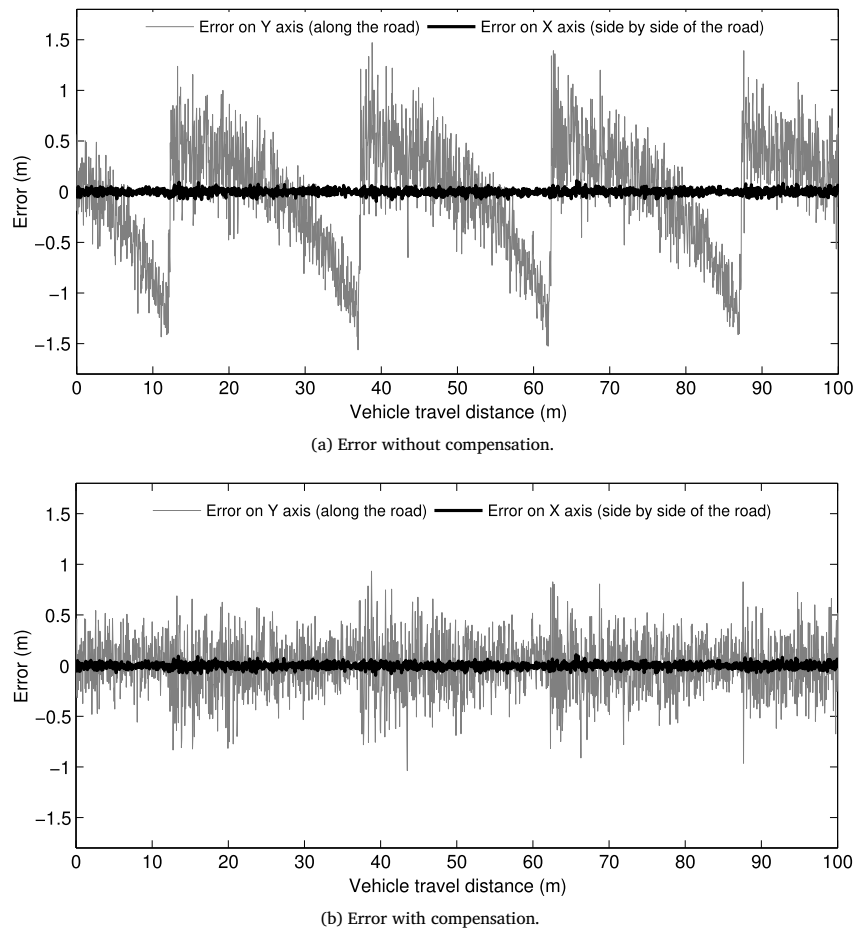 Error on Y axis (along the road) Error on X axis (side by side of the road)
1.5
1
0.5
0
−0.5
−1
−1.5
Error (m)
0 10 20 30 40 50 60 70 80 90 100
Vehicle travel distance (m)
(a) Error without compensation.
Error on Y axis (along the road) Error on X axis (side by side of the road)
1.5
1
0.5
0
−0.5
−1
−1.5
Error (m)
0 10 20 30 40 50 60 70 80 90 100
Vehicle travel distance (m)
(b) Error with compensation.